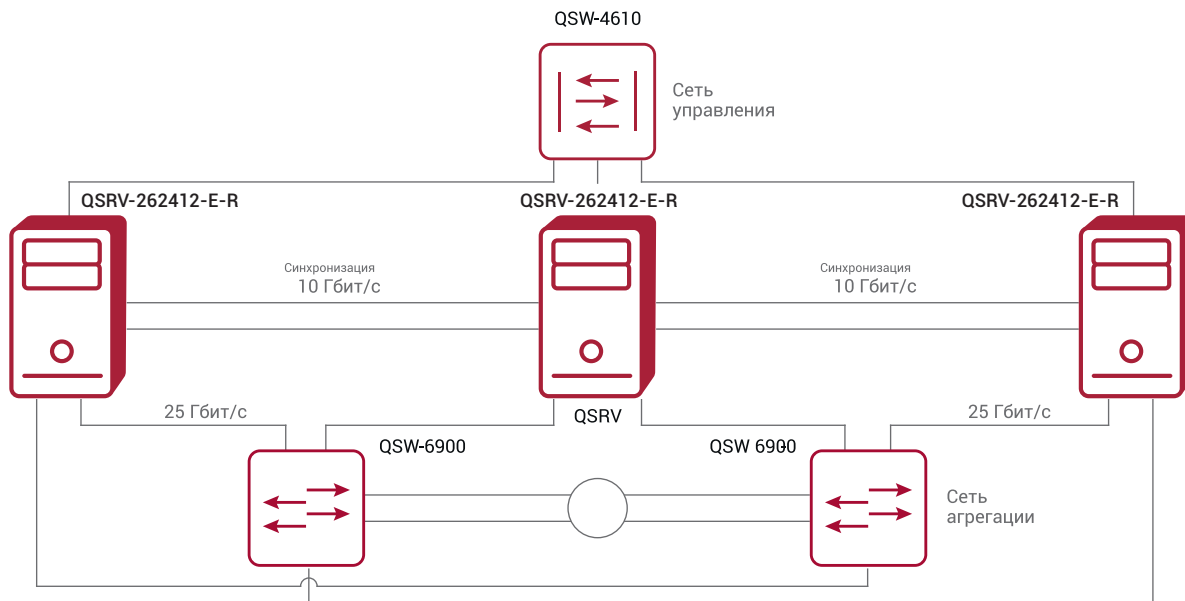 QSW-4610
Сеть
управления
QSRV-262412-E-R
QSRV-262412-E-R
QSRV-262412-E-R
Синхронизация
10 Гбит/с
Синхронизация
10 Гбит/с
25 Гбит/с
QSRV
25 Гбит/с
QSW-6900
QSW 6900
Сеть
агрегации